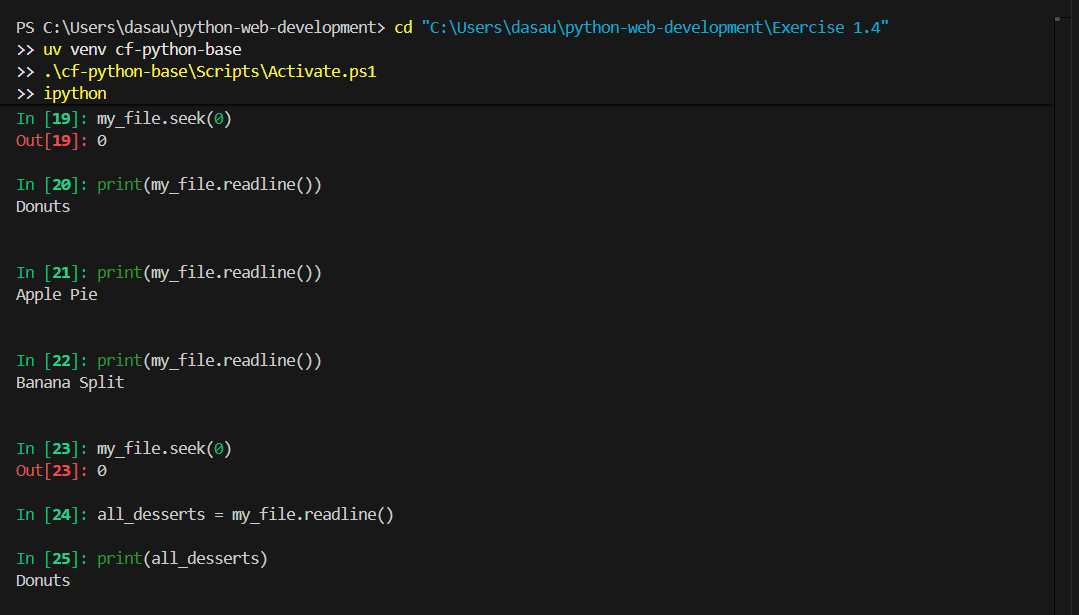 PS C:\Users\dasau\python-web-development> cd "C:\Users\dasau\python-web-development\Exercise 1.4"
>> uv venv cf-python-base
>> .\cf-python-base\Scripts\Activate.ps1
>> ipython
In [19]: my_file.seek(0)
Out[19]: 0
In [20]: print(my_file.readline())
Donuts
In [21]: print(my_file.readline())
Apple Pie
In [22]: print(my_file.readline())
Banana Split
In [23]: my_file.seek(0)
Out[23]: 0
In [24]: all_desserts = my_file.readline()
In [25]: print(all_desserts)
Donuts